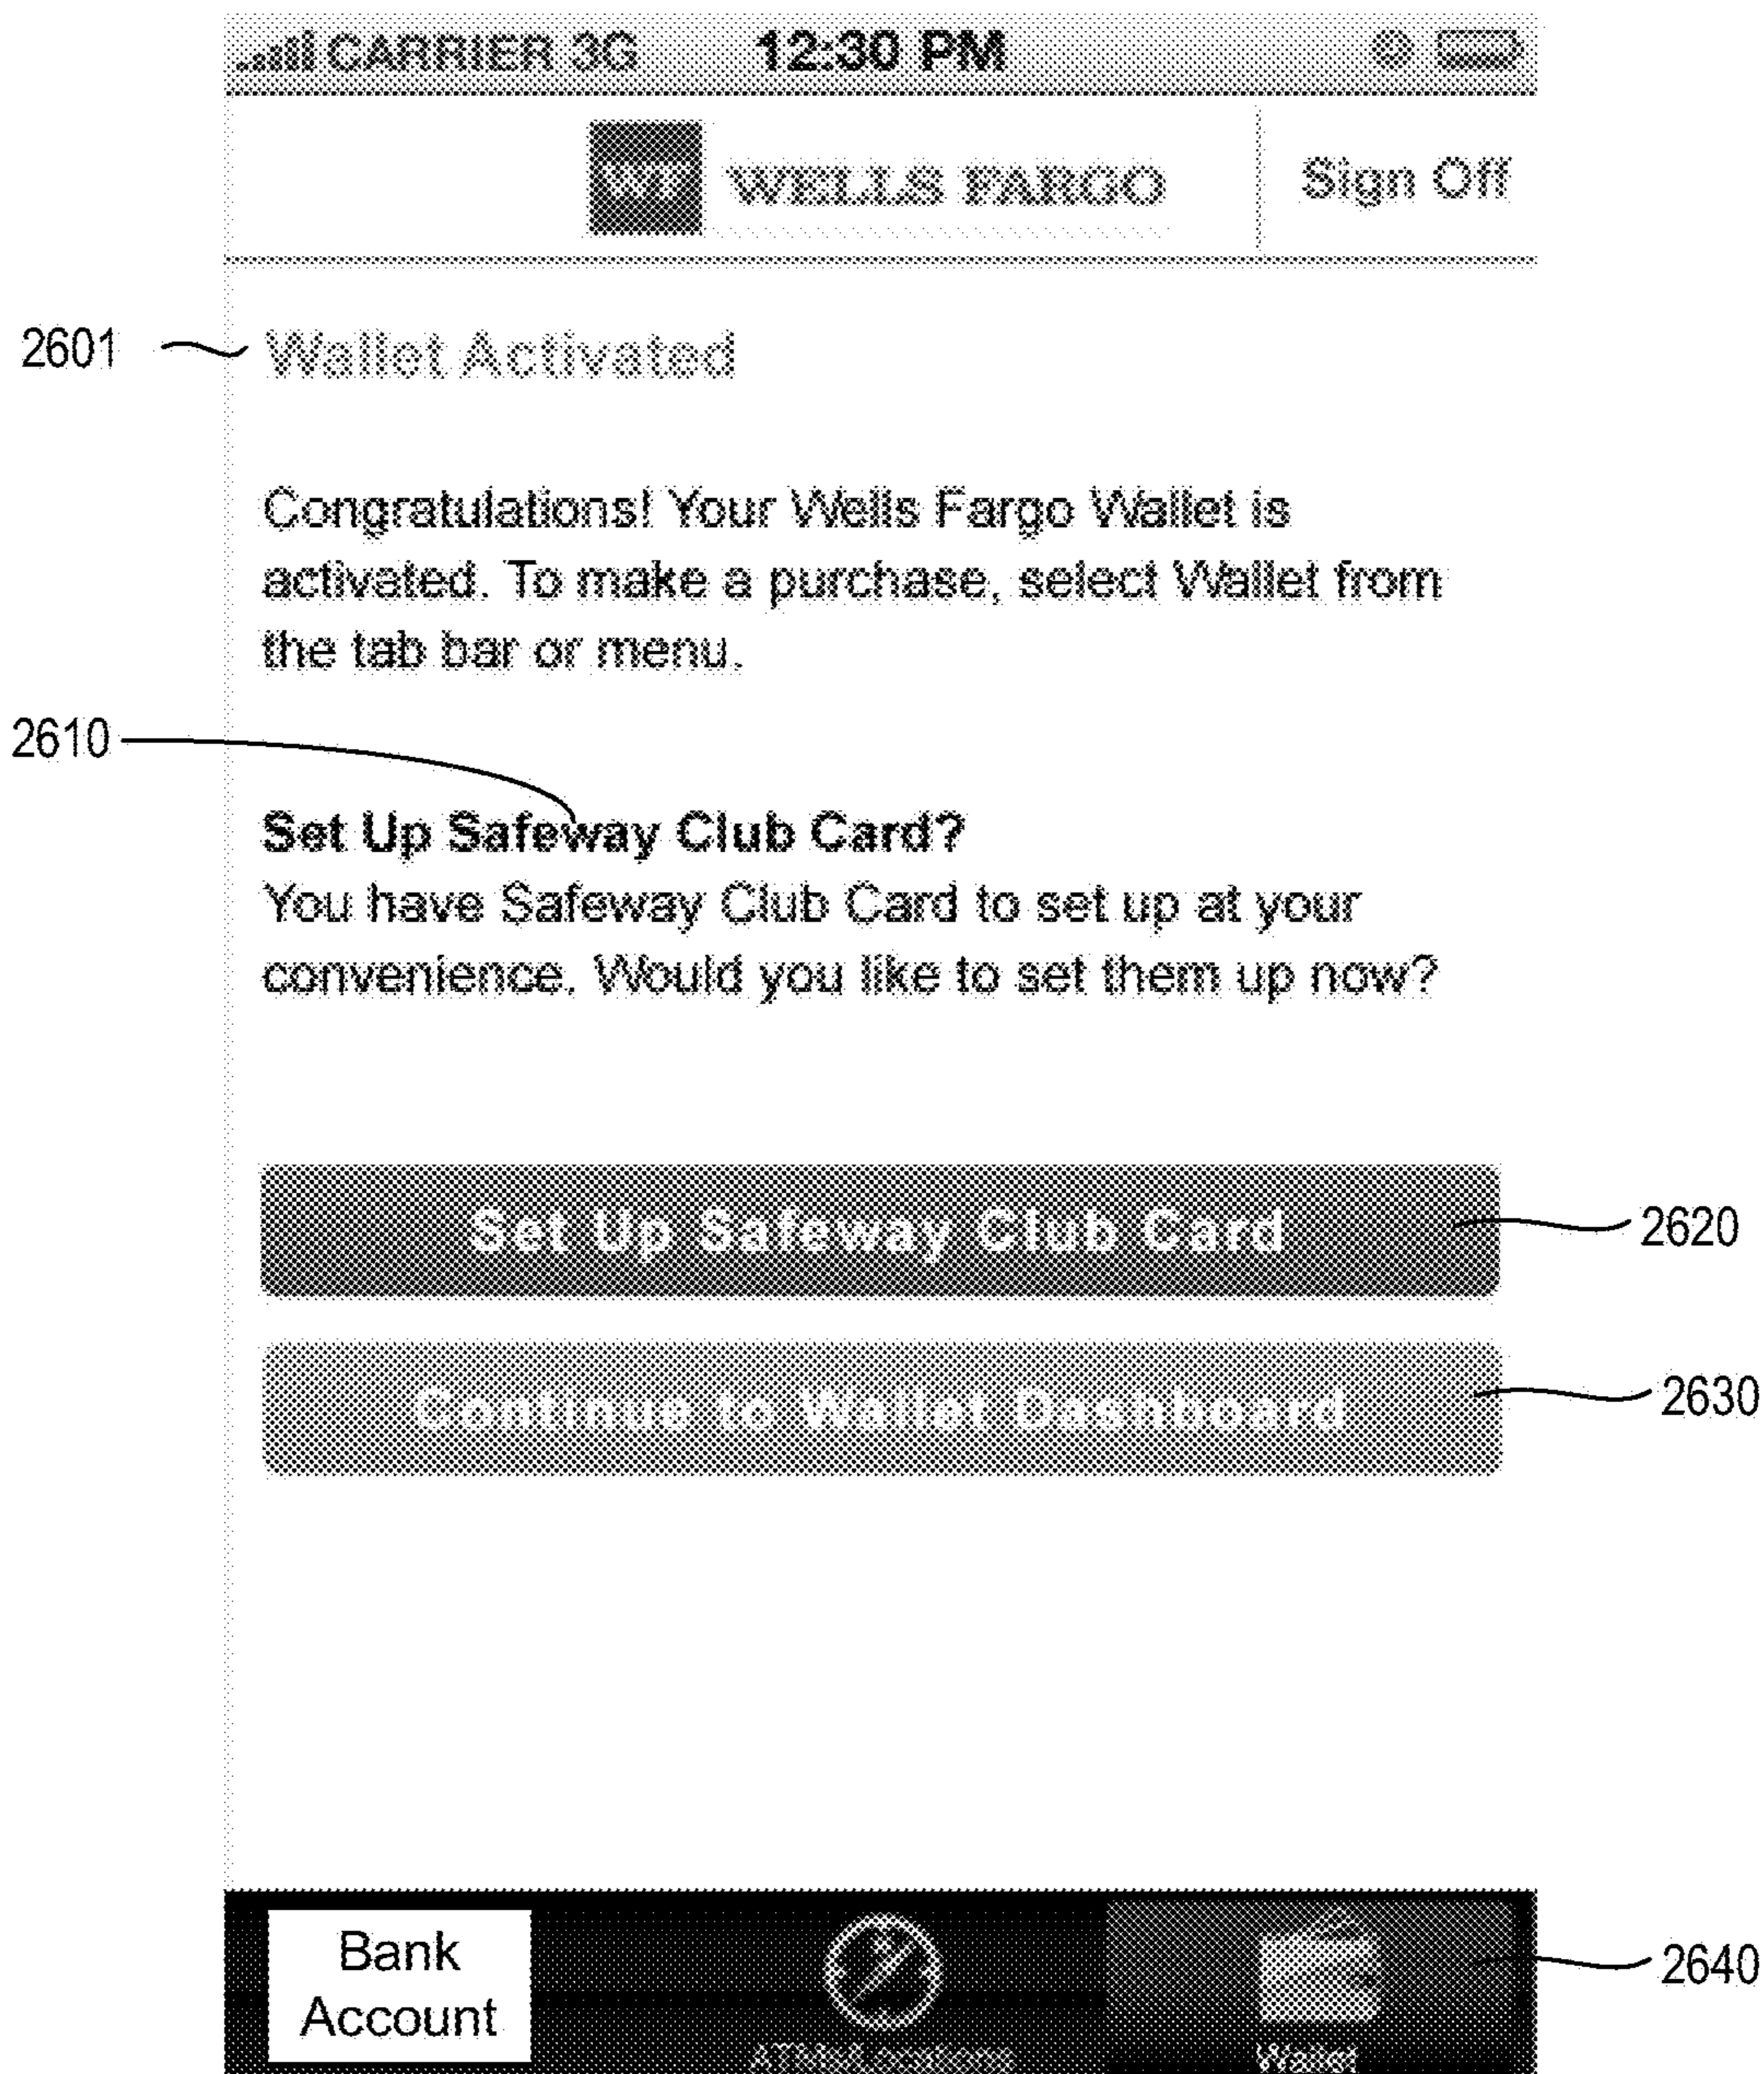 CARRIER 3G 12:30 PM
WF WELLS FARGO Sign Off
2601 Wallet Activated
Congratulations! Your Wells Fargo Wallet is
activated. To make a purchase, select Wallet from
the tab bar or menu.
2610
Set Up Safeway Club Card?
You have Safeway Club Card to set up at your
convenience. Would you like to set them up now?
Set Up Safeway Club Card 2620
Continue to Wallet Dashboard 2630
Bank
Account
2640
Wallet